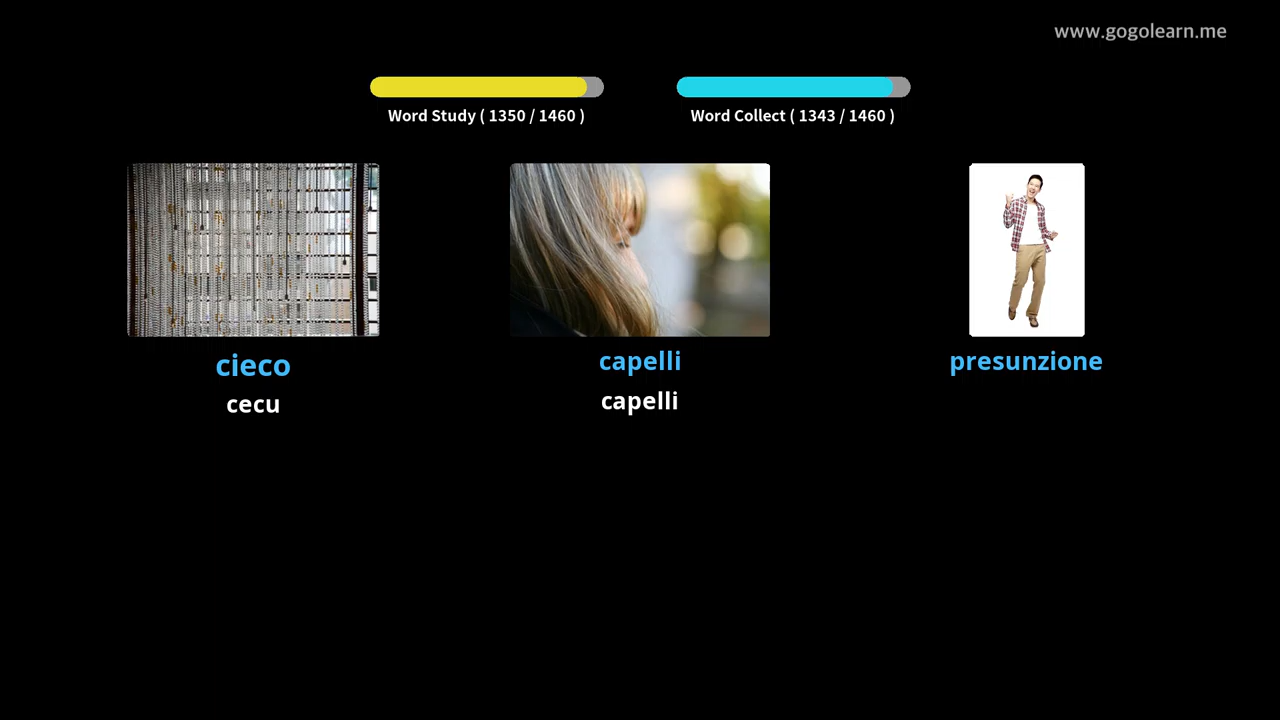 www.gogolearn.me
Word Study ( 1350 / 1460 )
Word Collect ( 1343 / 1460 )
cieco
capelli
presunzione
cecu
capelli